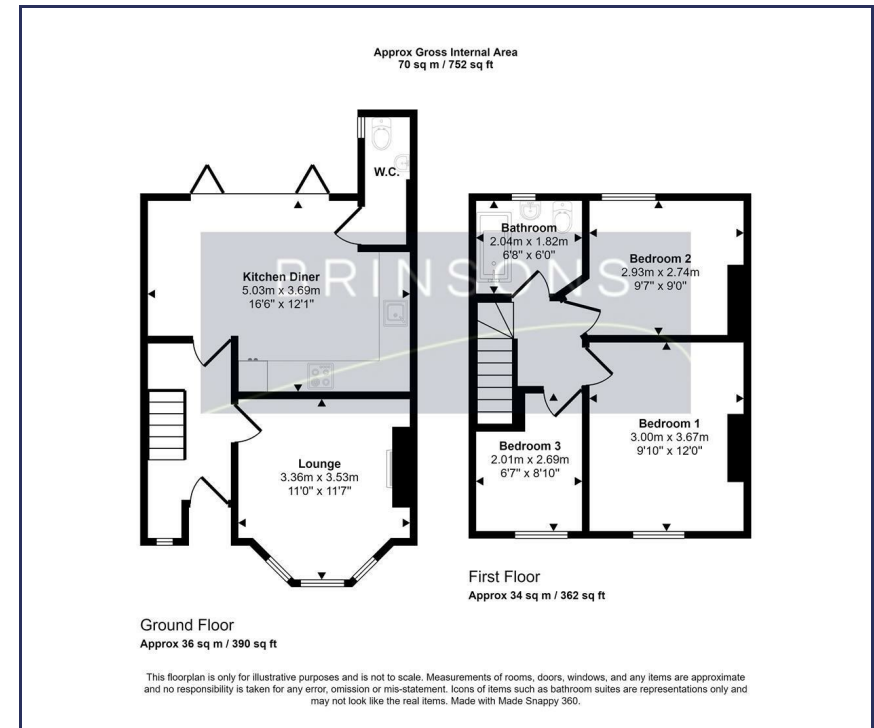 Approx Gross Internal Area
70 sq m / 752 sq ft
W.C.
Kitchen Diner
5.03m x 3.69m
16'6" x 12'1"
Lounge
3.36m x 3.53m
11'0" x 11'7"
Bathroom
2.04m x 1.82m
6'8" x 6'0"
Bedroom 2
2.93m x 2.74m
9'7" x 9'0"
Bedroom 1
3.00m x 3.67m
9'10" x 12'0"
Bedroom 3
2.01m x 2.69m
6'7" x 8'10"
BRINSONS
Ground Floor
Approx 36 sq m / 390 sq ft
First Floor
Approx 34 sq m / 362 sq ft
This floorplan is only for illustrative purposes and is not to scale. Measurements of rooms, doors, windows, and any items are approximate
and no responsibility is taken for any error, omission or mis-statement. Icons of items such as bathroom suites are representations only and
may not look like the real items. Made with Made Snappy 360.